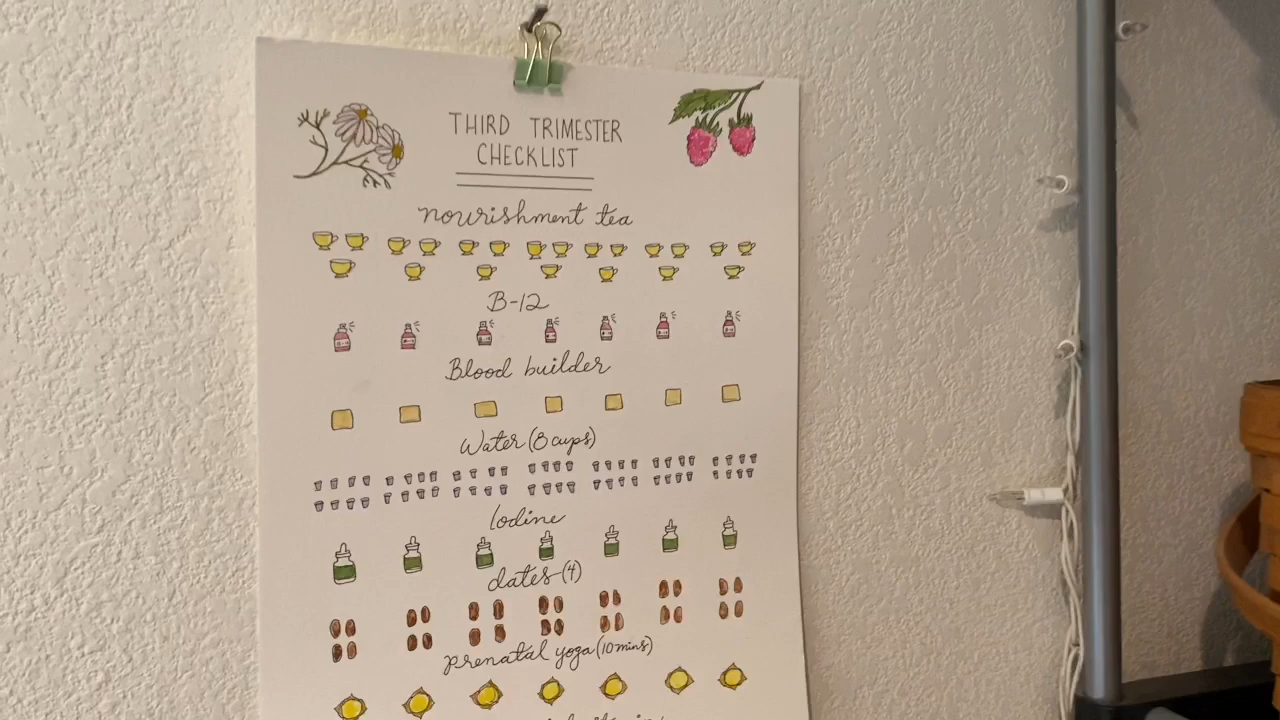 THIRD TRIMESTER
CHECKLIST
nourishment tea
B-12
Blood builder
Water (8 cups)
Iodine
dates (4)
prenatal yoga (10 mins)